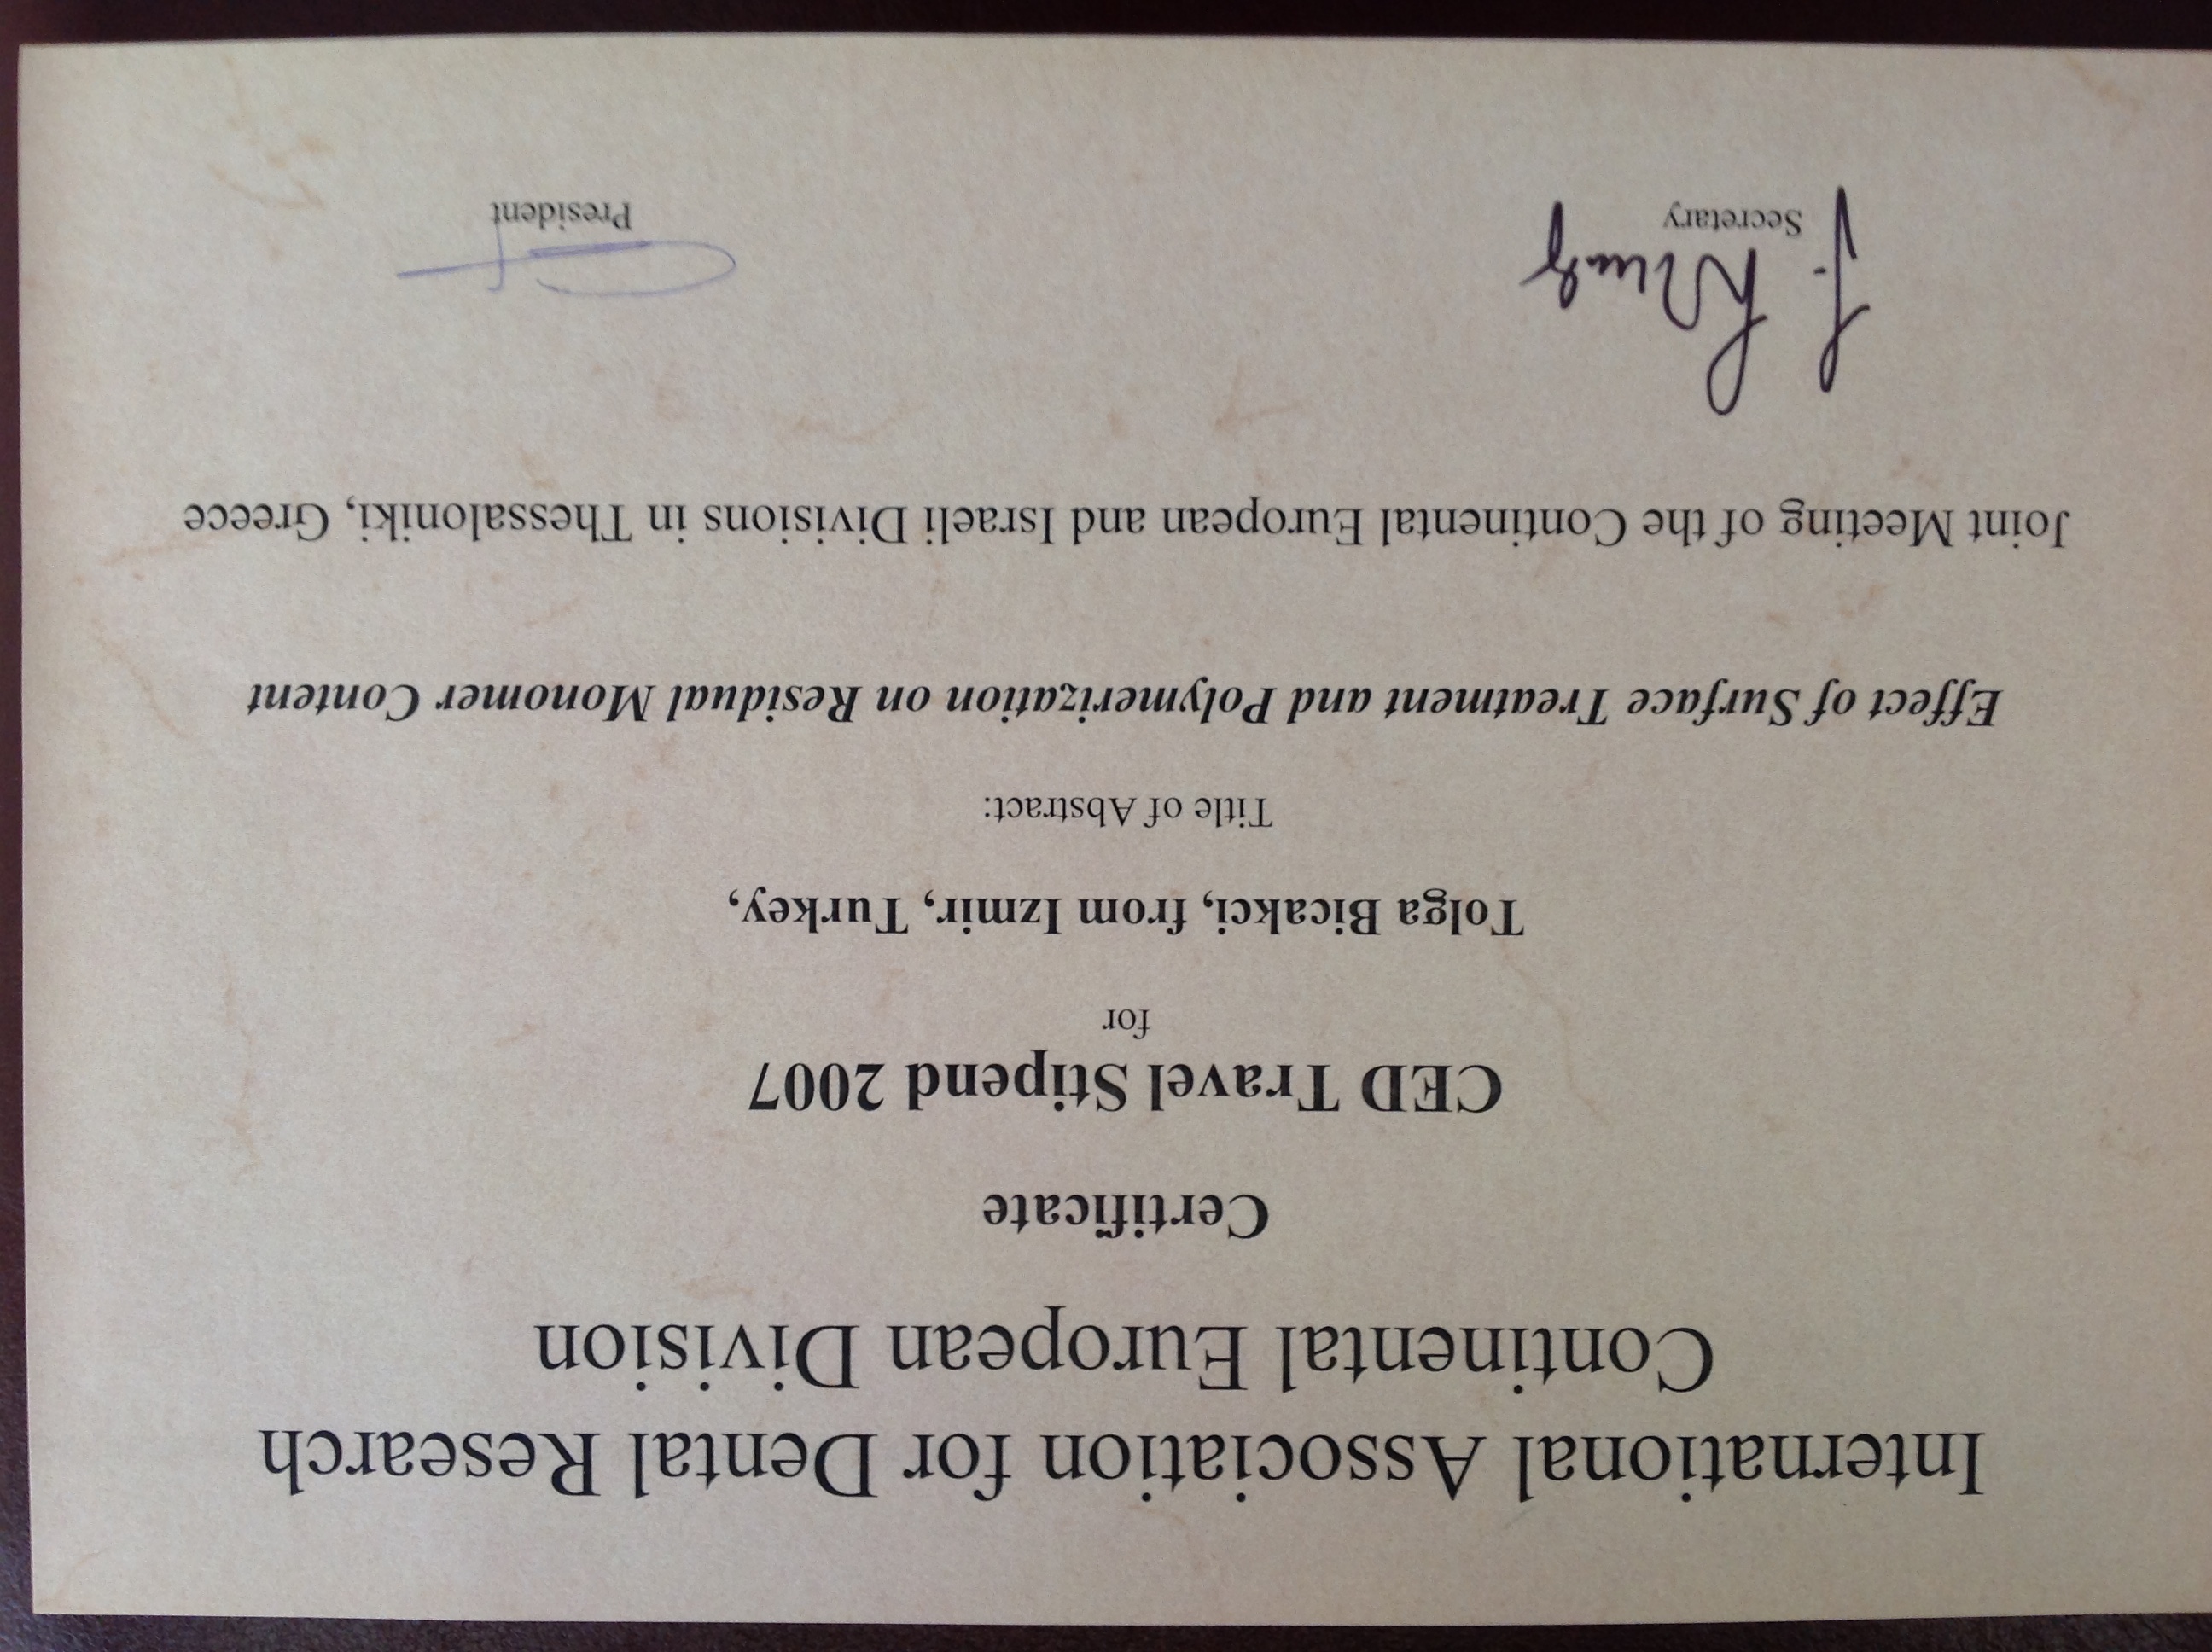 International Association for Dental Research
Continental European Division
Certificate
CED Travel Stipend 2007
for
Tolga Bicakci, from Izmir, Turkey,
Title of Abstract:
Effect of Surface Treatment and Polymerization on Residual Monomer Content
Joint Meeting of the Continental European and Israeli Divisions in Thessaloniki, Greece
Secretary
President